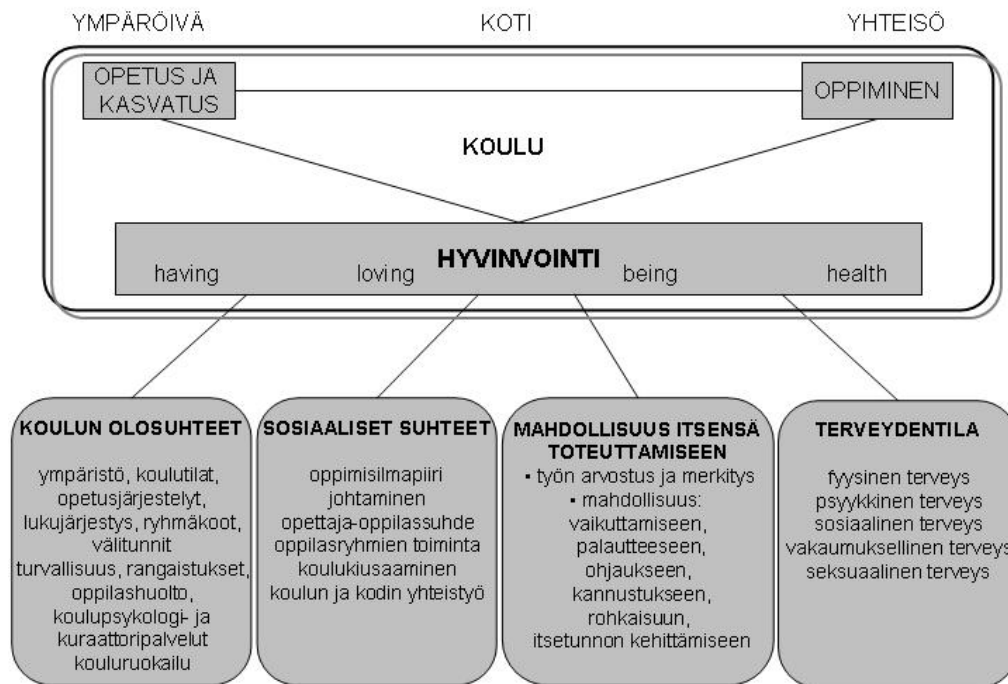 YMPÄRÖIVÄ KOTI YHTEISÖ
OPETUS JA
KASVATUS
OPPIMINEN
KOULU
HYVINVOINTI
having loving being health
KOULUN OLOSUHTEET
ympäristö, koulutilat,
opetusjärjestelyt,
lukujärjestys, ryhmäkoot,
välitunnit
turvallisuus, rangaistukset,
oppilashuolto,
koulupsykologi- ja
kuraattoripalvelut
kouluruokailu
SOSIAALISET SUHTEET
oppimisilmapiiri
johtaminen
opettaja-oppilassuhde
oppilasryhmien toiminta
koulukiusaaminen
koulun ja kodin yhteistyö
MAHDOLLISUUS ITSENSÄ
TOTEUTTAMISEEN
▪ työn arvostus ja merkitys
▪ mahdollisuus:
vaikuttamiseen,
palautteeseen,
ohjaukseen,
kannustukseen,
rohkaisuun,
itsetunnon kehittämiseen
TERVEYDENTILA
fyysinen terveys
psyykkinen terveys
sosiaalinen terveys
vakaumuksellinen terveys
seksuaalinen terveys